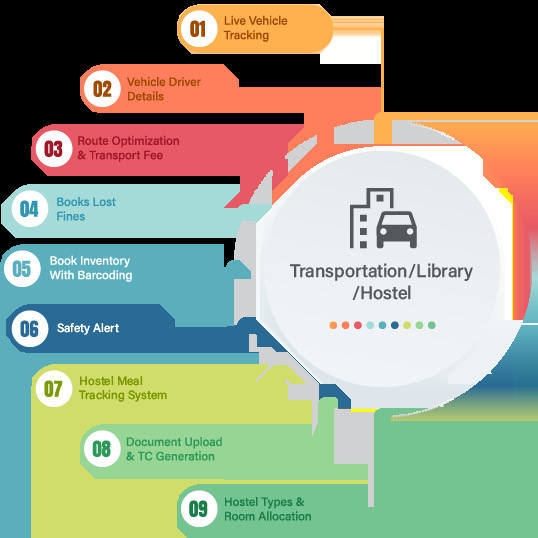 01
Live Vehicle
Tracking
02
Vehicle Driver
Details
03
Route Optimization
& Transport Fee
04
Books Lost
Fines
05
Book Inventory
With Barcoding
06
Safety Alert
07
Hostel Meal
Tracking System
08
Document Upload
& TC Generation
09
Hostel Types &
Room Allocation
Transportation/Library
/Hostel